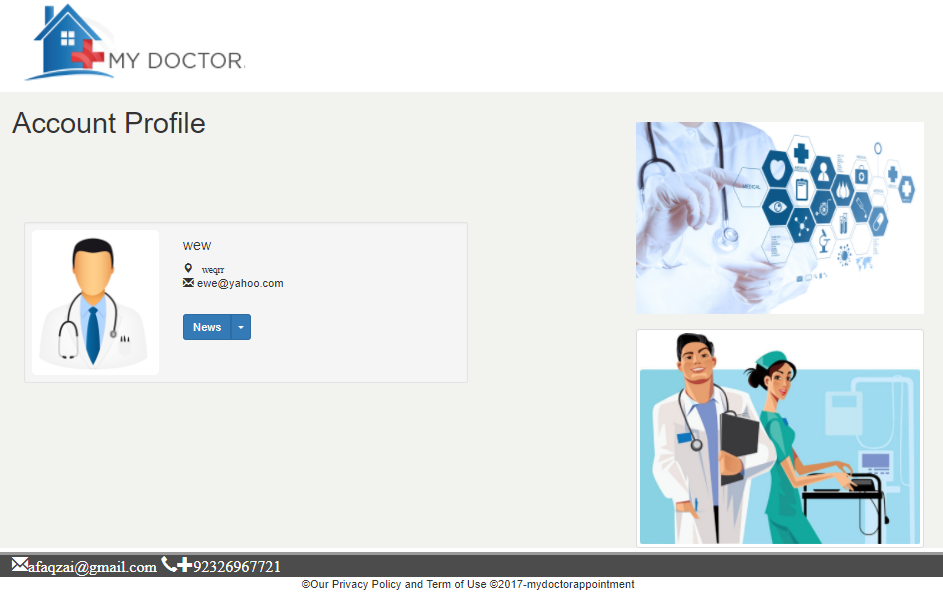 MY DOCTOR
Account Profile
MEDICAL
wew
weqrr
ewe@yahoo.com
News
afaqzai@gmail.com +92326967721
©Our Privacy Policy and Term of Use ©2017-mydoctorappointment